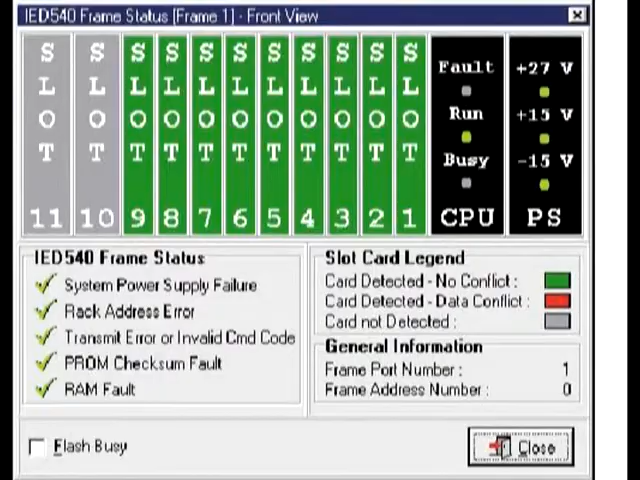 IED540 Frame Status [Frame 1] - Front View
SLOT 11
SLOT 10
SLOT 9
SLOT 8
SLOT 7
SLOT 6
SLOT 5
SLOT 4
SLOT 3
SLOT 2
SLOT 1
Fault
Run
Busy
CPU
+27 V
+15 V
-15 V
PS
IED540 Frame Status
System Power Supply Failure
Rack Address Error
Transmit Error or Invalid Cmd Code
PROM Checksum Fault
RAM Fault
Slot Card Legend
Card Detected - No Conflict :
Card Detected - Data Conflict :
Card not Detected :
General Information
Frame Port Number : 1
Frame Address Number : 0
Flash Busy
Close